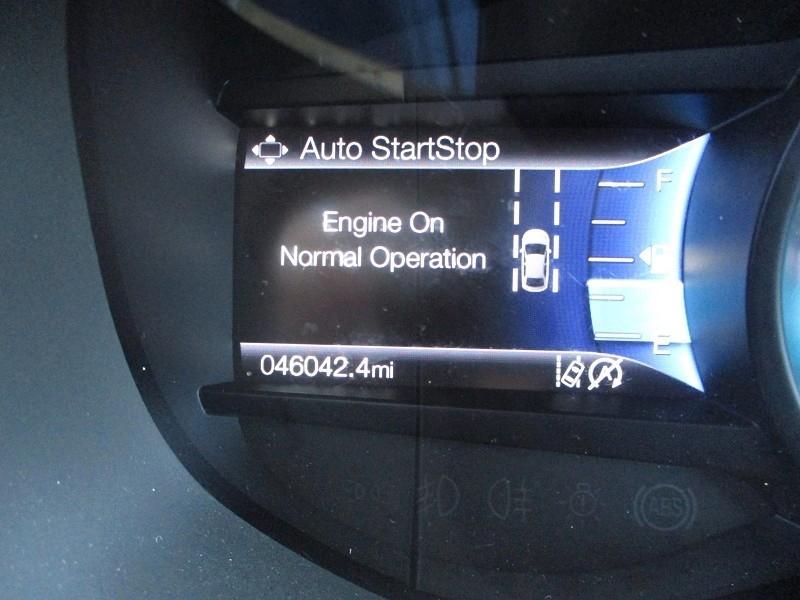 Auto StartStop
F
Engine On
Normal Operation
E
046042.4mi
A
ABS